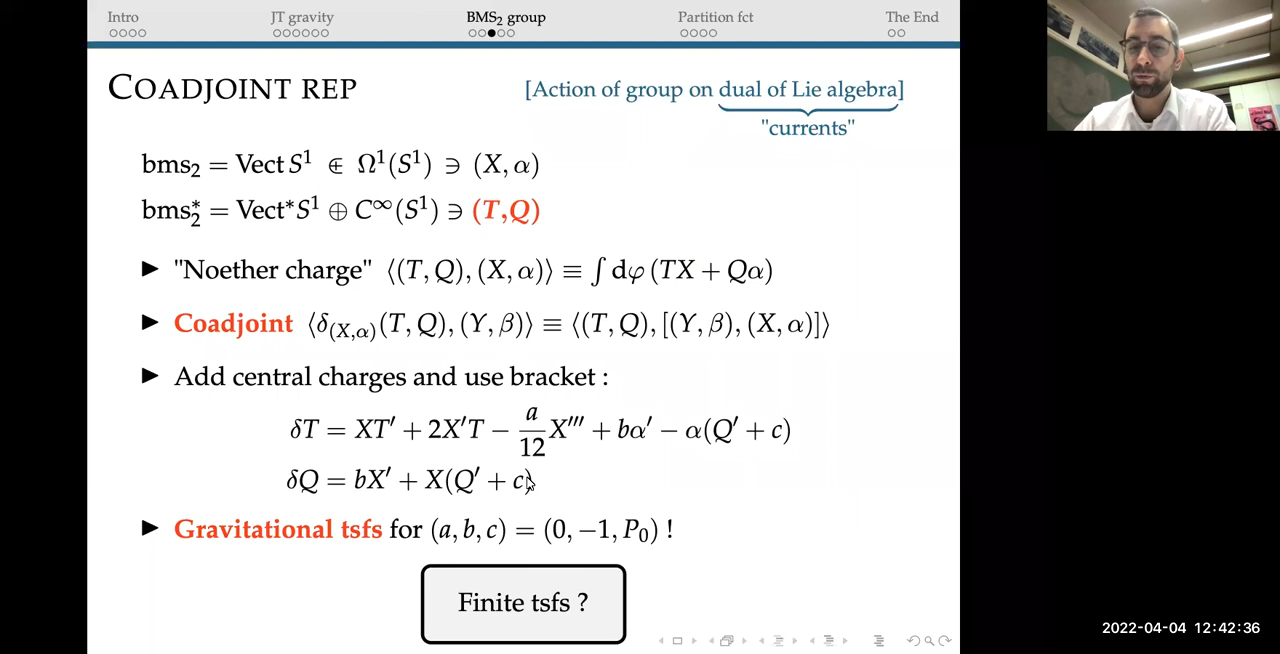 Intro JT gravity BMS₂ group Partition fct The End
COADJOINT REP [Action of group on dual of Lie algebra]
"currents"
bms₂ = Vect S¹ ⋵ Ω¹(S¹) ∋ (X, α)
bms₂* = Vect*S¹ ⊕ C^∞(S¹) ∋ (T,Q)
▶ "Noether charge" ⟨(T, Q), (X, α)⟩ ≡ ∫ dφ (TX + Qα)
▶ Coadjoint ⟨δ_(X,α)(T, Q), (Y, β)⟩ ≡ ⟨(T, Q), [(Y, β), (X, α)]⟩
▶ Add central charges and use bracket :
δT = XT′ + 2X′T − a/12 X‴ + bα′ − α(Q′ + c)
δQ = bX′ + X(Q′ + c)
▶ Gravitational tsfs for (a, b, c) = (0, −1, P₀) !
Finite tsfs ?
2022-04-04 12:42:36